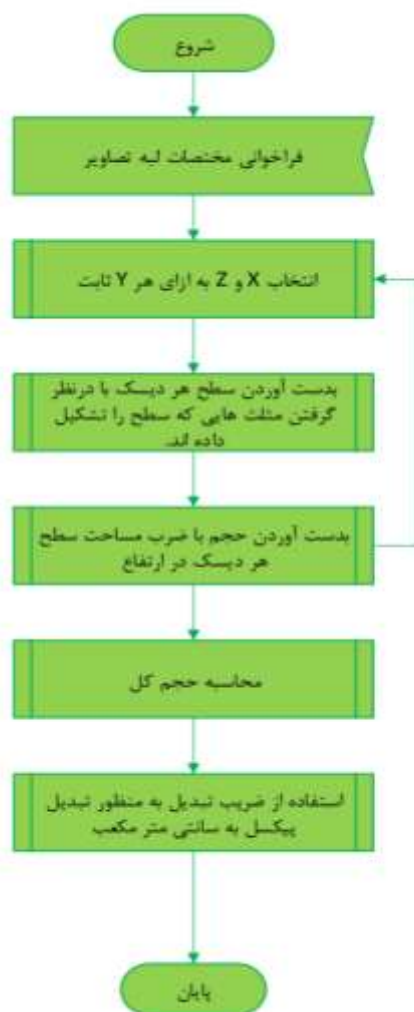 شروع
فراخوانی مختصات لبه تصاویر
انتخاب X و Z به ازای هر Y ثابت
بدست آوردن سطح هر دیسک با درنظر
گرفتن مثلث هایی که سطح را تشکیل
داده اند.
بدست آوردن حجم با ضرب مساحت سطح
هر دیسک در ارتفاع
محاسبه حجم کل
استفاده از ضریب تبدیل به منظور تبدیل
پیکسل به سانتی متر مکعب
پایان